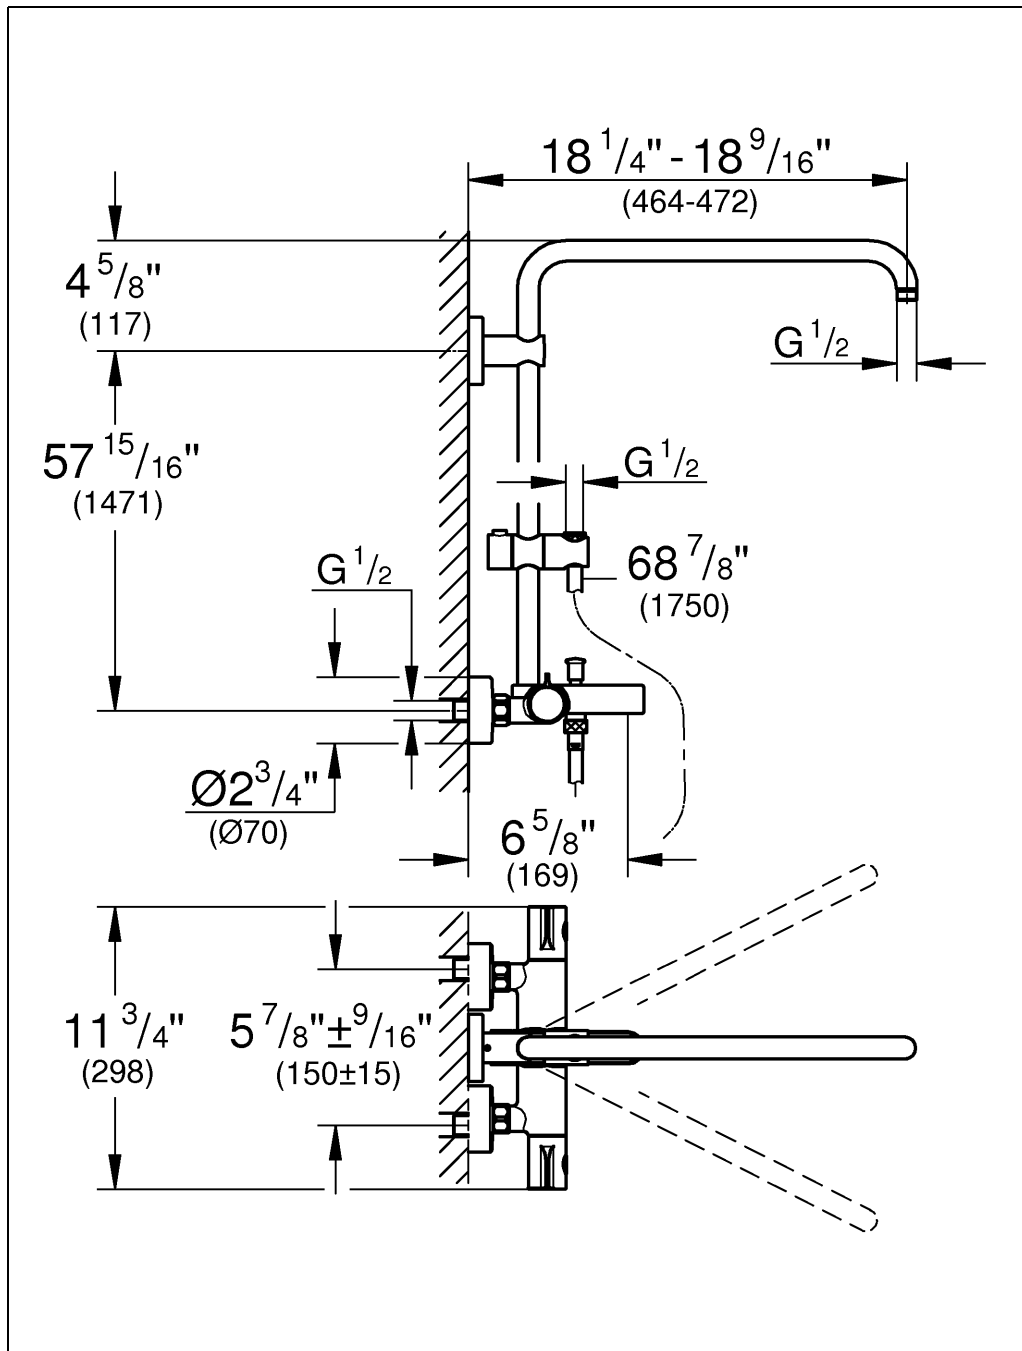 18 1/4" - 18 9/16"
(464-472)
4 5/8"
(117)
G 1/2
57 15/16"
(1471)
G 1/2
68 7/8"
(1750)
G 1/2
Ø2 3/4"
(Ø70)
6 5/8"
(169)
11 3/4"
(298)
5 7/8"±9/16"
(150±15)